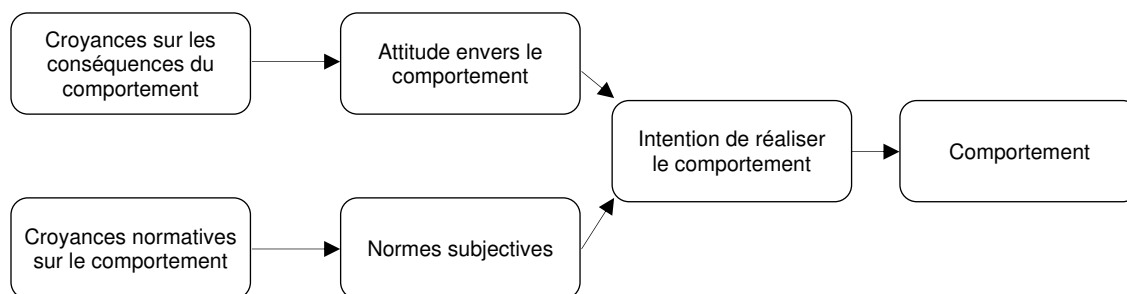 Croyances sur les
conséquences du
comportement
Attitude envers le
comportement
Intention de réaliser
le comportement
Comportement
Croyances normatives
sur le comportement
Normes subjectives